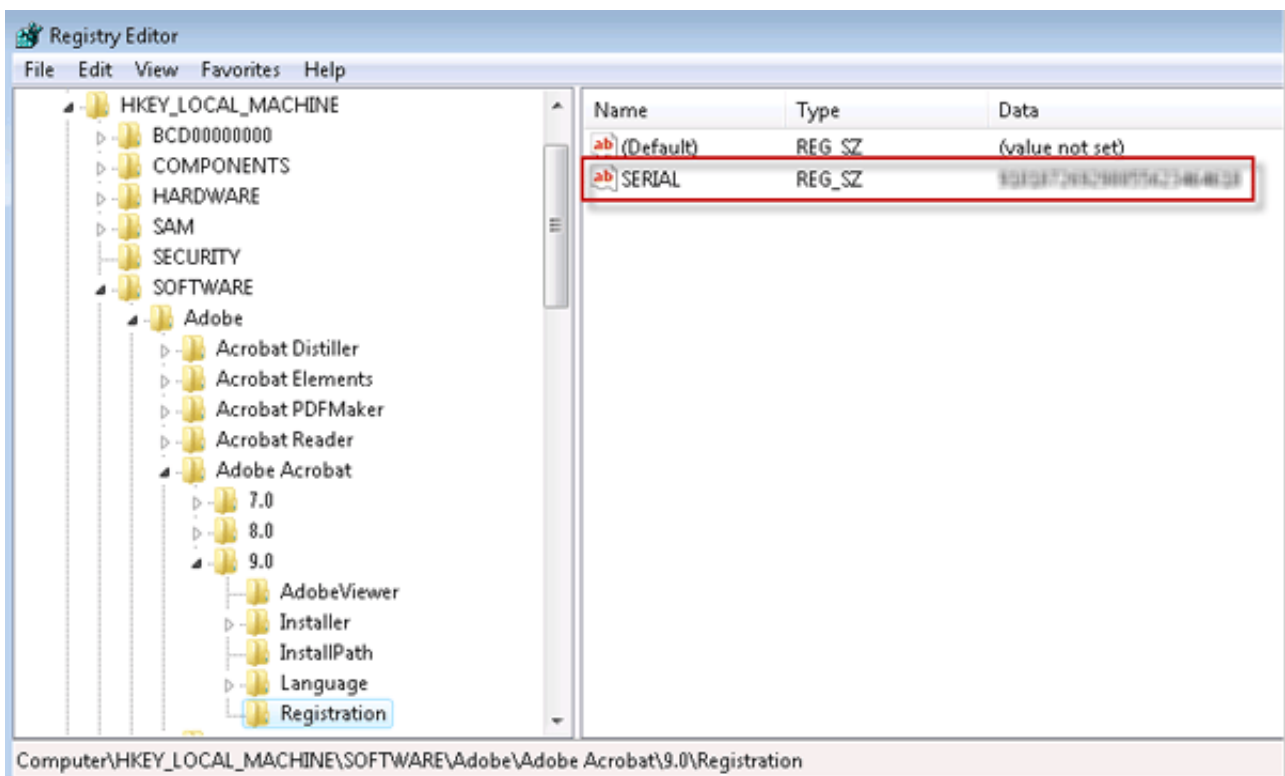 Registry Editor
File Edit View Favorites Help
HKEY_LOCAL_MACHINE
BCD00000000
COMPONENTS
HARDWARE
SAM
SECURITY
SOFTWARE
Adobe
Acrobat Distiller
Acrobat Elements
Acrobat PDFMaker
Acrobat Reader
Adobe Acrobat
7.0
8.0
9.0
AdobeViewer
Installer
InstallPath
Language
Registration
Name Type Data
(Default) REG_SZ (value not set)
SERIAL REG_SZ
Computer\HKEY_LOCAL_MACHINE\SOFTWARE\Adobe\Adobe Acrobat\9.0\Registration